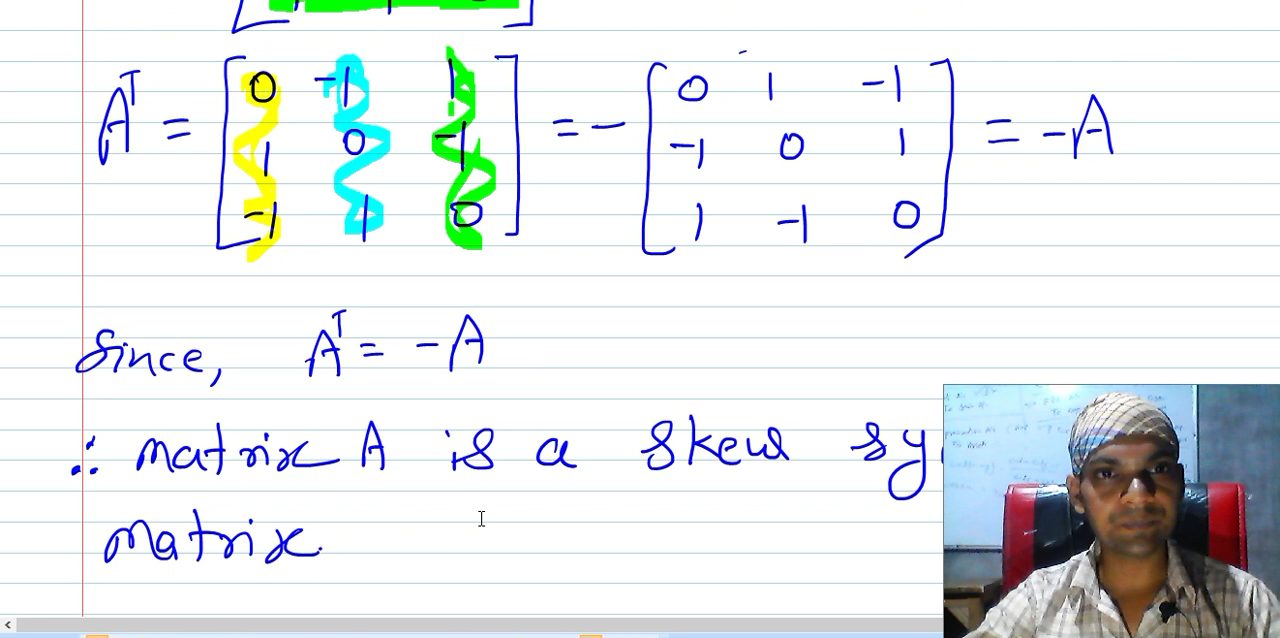 A^T = [ 0 -1 1 ] = - [ 0 1 -1 ] = -A
1 0 -1 -1 0 1
-1 1 0 1 -1 0
Since, A^T = -A
∴ matrix A is a skew sy
matrix